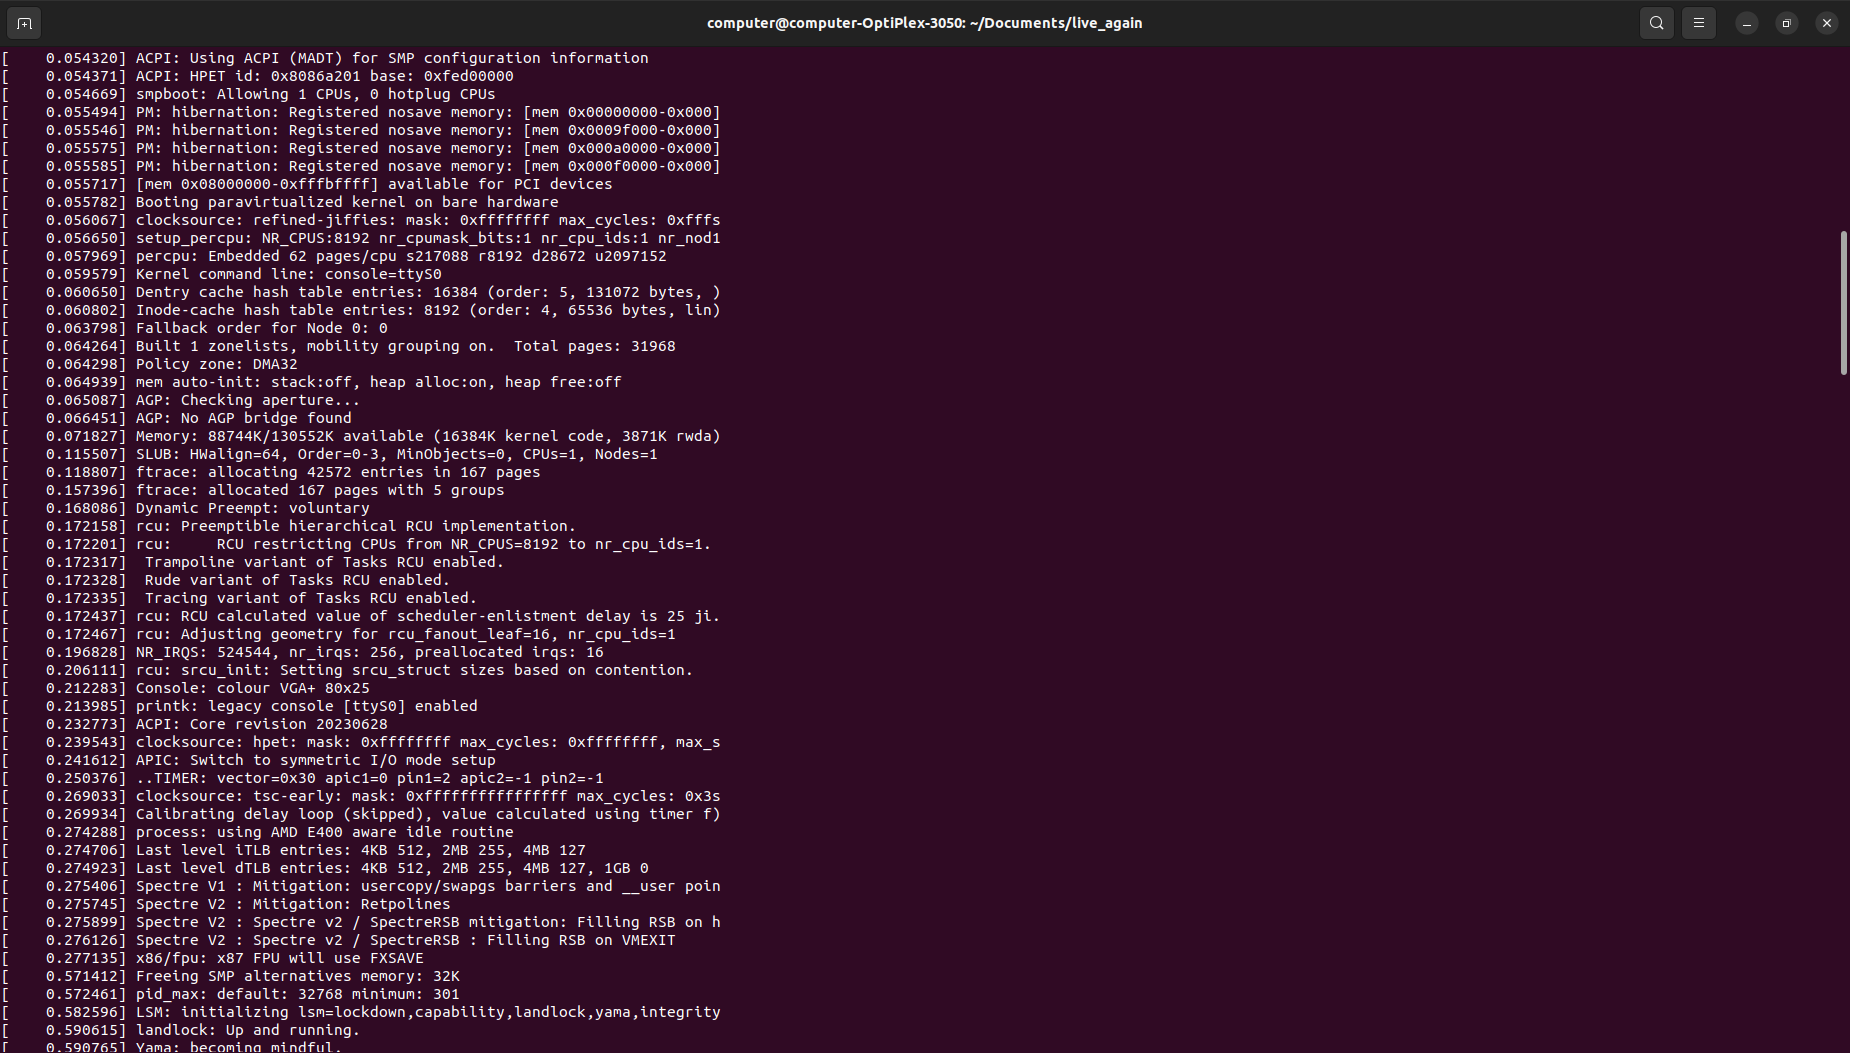 computer@computer-OptiPlex-3050: ~/Documents/live_again
[    0.054320] ACPI: Using ACPI (MADT) for SMP configuration information
[    0.054371] ACPI: HPET id: 0x8086a201 base: 0xfed00000
[    0.054669] smpboot: Allowing 1 CPUs, 0 hotplug CPUs
[    0.055494] PM: hibernation: Registered nosave memory: [mem 0x00000000-0x000]
[    0.055546] PM: hibernation: Registered nosave memory: [mem 0x0009f000-0x000]
[    0.055575] PM: hibernation: Registered nosave memory: [mem 0x000a0000-0x000]
[    0.055585] PM: hibernation: Registered nosave memory: [mem 0x000f0000-0x000]
[    0.055717] [mem 0x08000000-0xfffbffff] available for PCI devices
[    0.055782] Booting paravirtualized kernel on bare hardware
[    0.056067] clocksource: refined-jiffies: mask: 0xffffffff max_cycles: 0xfffs
[    0.056650] setup_percpu: NR_CPUS:8192 nr_cpumask_bits:1 nr_cpu_ids:1 nr_nod1
[    0.057969] percpu: Embedded 62 pages/cpu s217088 r8192 d28672 u2097152
[    0.059579] Kernel command line: console=ttyS0
[    0.060650] Dentry cache hash table entries: 16384 (order: 5, 131072 bytes, )
[    0.060802] Inode-cache hash table entries: 8192 (order: 4, 65536 bytes, lin)
[    0.063798] Fallback order for Node 0: 0
[    0.064264] Built 1 zonelists, mobility grouping on.  Total pages: 31968
[    0.064298] Policy zone: DMA32
[    0.064939] mem auto-init: stack:off, heap alloc:on, heap free:off
[    0.065087] AGP: Checking aperture...
[    0.066451] AGP: No AGP bridge found
[    0.071827] Memory: 88744K/130552K available (16384K kernel code, 3871K rwda)
[    0.115507] SLUB: HWalign=64, Order=0-3, MinObjects=0, CPUs=1, Nodes=1
[    0.118807] ftrace: allocating 42572 entries in 167 pages
[    0.157396] ftrace: allocated 167 pages with 5 groups
[    0.168086] Dynamic Preempt: voluntary
[    0.172158] rcu: Preemptible hierarchical RCU implementation.
[    0.172201] rcu:     RCU restricting CPUs from NR_CPUS=8192 to nr_cpu_ids=1.
[    0.172317]  Trampoline variant of Tasks RCU enabled.
[    0.172328]  Rude variant of Tasks RCU enabled.
[    0.172335]  Tracing variant of Tasks RCU enabled.
[    0.172437] rcu: RCU calculated value of scheduler-enlistment delay is 25 ji.
[    0.172467] rcu: Adjusting geometry for rcu_fanout_leaf=16, nr_cpu_ids=1
[    0.196828] NR_IRQS: 524544, nr_irqs: 256, preallocated irqs: 16
[    0.206111] rcu: srcu_init: Setting srcu_struct sizes based on contention.
[    0.212283] Console: colour VGA+ 80x25
[    0.213985] printk: legacy console [ttyS0] enabled
[    0.232773] ACPI: Core revision 20230628
[    0.239543] clocksource: hpet: mask: 0xffffffff max_cycles: 0xffffffff, max_s
[    0.241612] APIC: Switch to symmetric I/O mode setup
[    0.250376] ..TIMER: vector=0x30 apic1=0 pin1=2 apic2=-1 pin2=-1
[    0.269033] clocksource: tsc-early: mask: 0xffffffffffffffff max_cycles: 0x3s
[    0.269934] Calibrating delay loop (skipped), value calculated using timer f)
[    0.274288] process: using AMD E400 aware idle routine
[    0.274706] Last level iTLB entries: 4KB 512, 2MB 255, 4MB 127
[    0.274923] Last level dTLB entries: 4KB 512, 2MB 255, 4MB 127, 1GB 0
[    0.275406] Spectre V1 : Mitigation: usercopy/swapgs barriers and __user poin
[    0.275745] Spectre V2 : Mitigation: Retpolines
[    0.275899] Spectre V2 : Spectre v2 / SpectreRSB mitigation: Filling RSB on h
[    0.276126] Spectre V2 : Spectre v2 / SpectreRSB : Filling RSB on VMEXIT
[    0.277135] x86/fpu: x87 FPU will use FXSAVE
[    0.571412] Freeing SMP alternatives memory: 32K
[    0.572461] pid_max: default: 32768 minimum: 301
[    0.582596] LSM: initializing lsm=lockdown,capability,landlock,yama,integrity
[    0.590615] landlock: Up and running.
[    0.590765] Yama: becoming mindful.